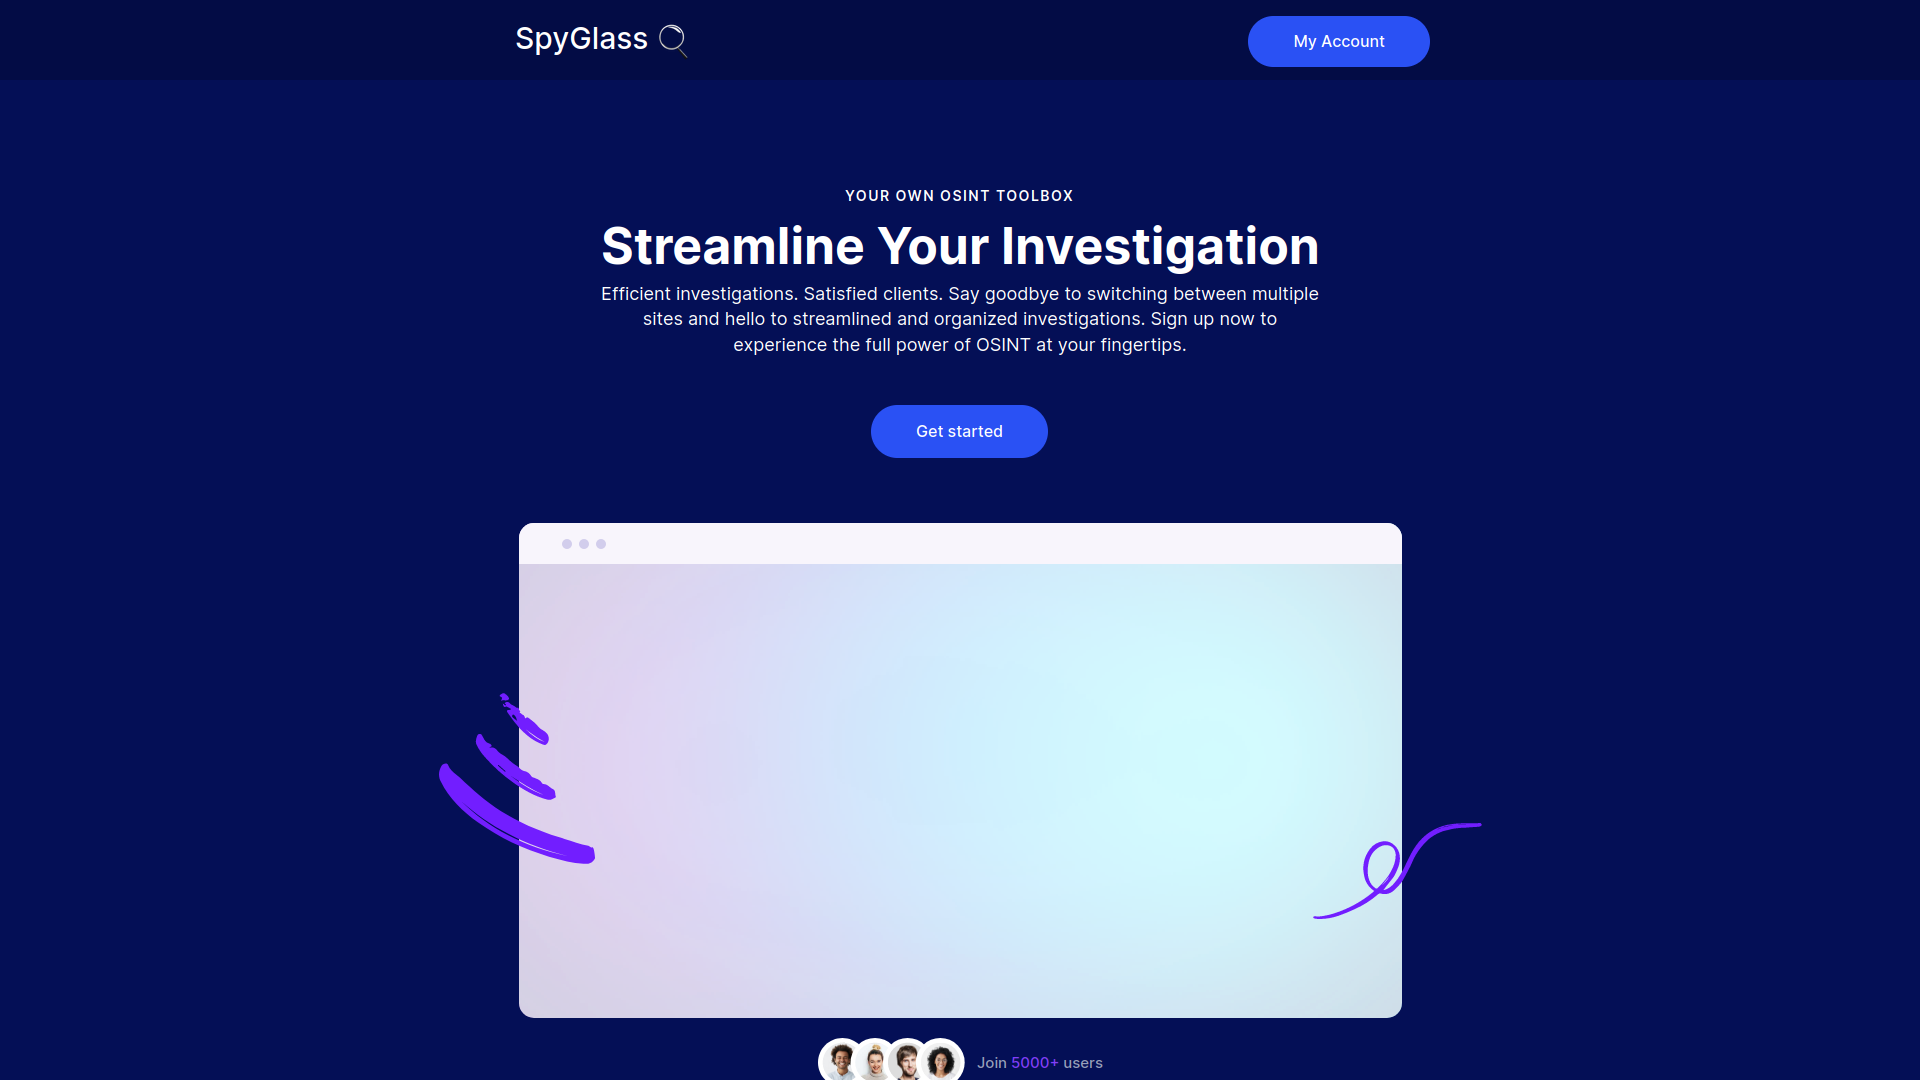 SpyGlass
My Account
YOUR OWN OSINT TOOLBOX
Streamline Your Investigation
Efficient investigations. Satisfied clients. Say goodbye to switching between multiple
sites and hello to streamlined and organized investigations. Sign up now to
experience the full power of OSINT at your fingertips.
Get started
Join 5000+ users